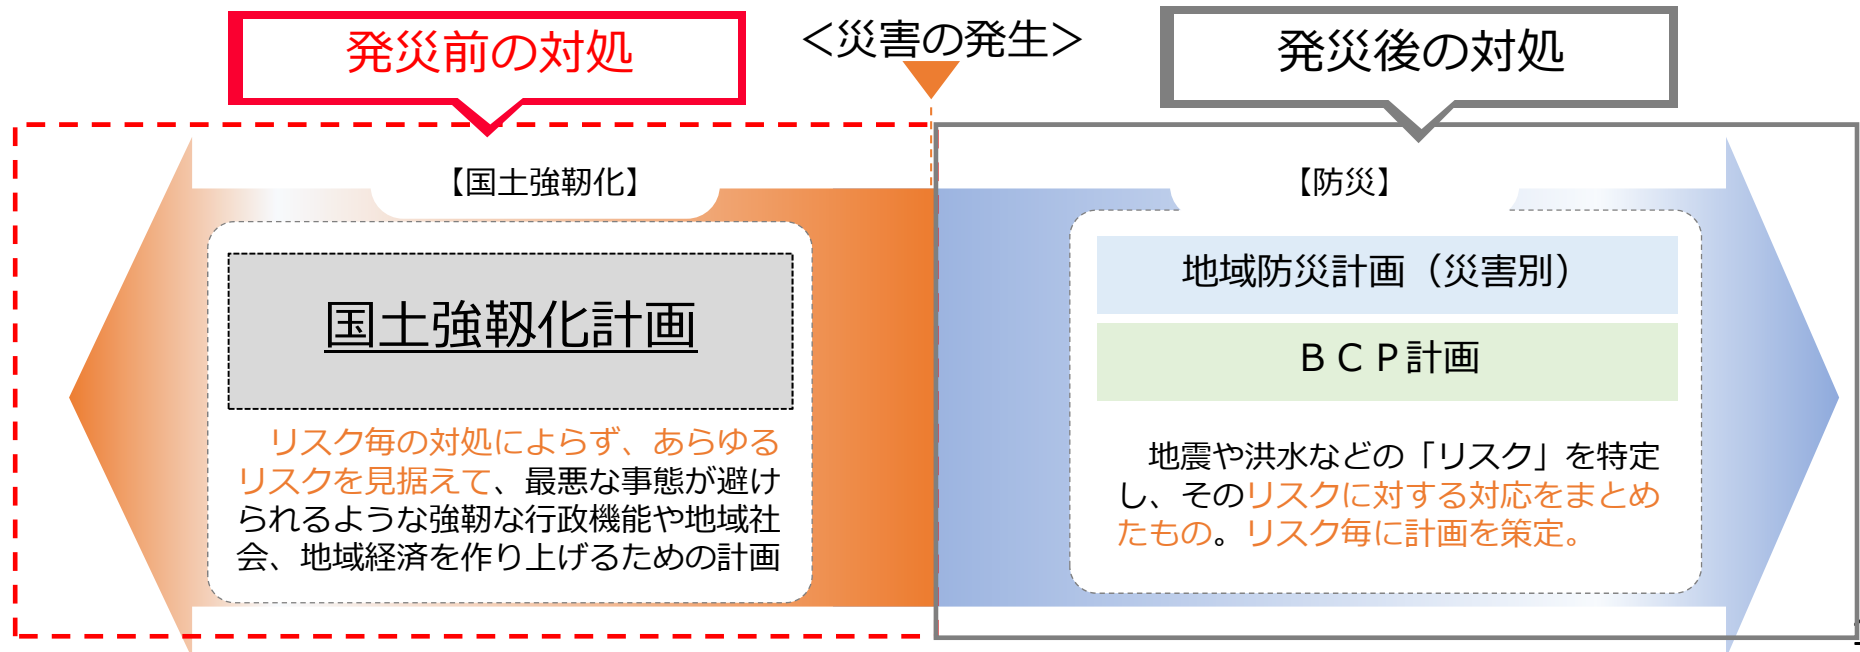 発災前の対処
＜災害の発生＞
発災後の対処
【国土強靭化】
国土強靱化計画
リスク毎の対処によらず、あらゆる
リスクを見据えて、最悪な事態が避け
られるような強靭な行政機能や地域社
会、地域経済を作り上げるための計画
【防災】
地域防災計画（災害別）
ＢＣＰ計画
地震や洪水などの「リスク」を特定
し、そのリスクに対する対応をまとめ
たもの。リスク毎に計画を策定。